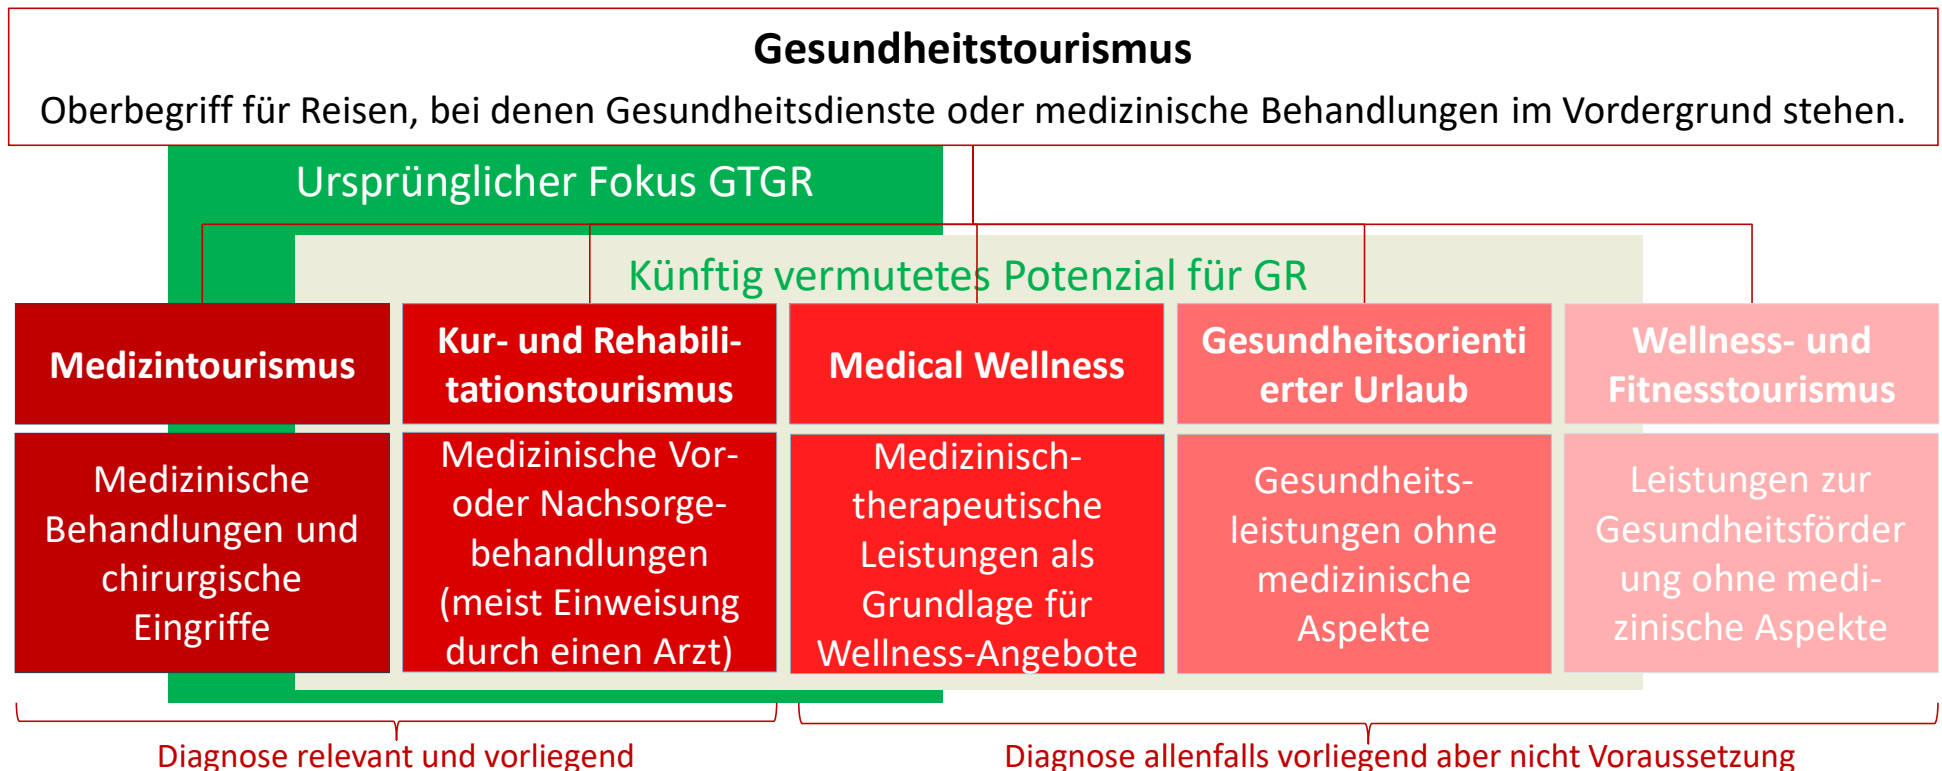 Gesundheitstourismus
Oberbegriff für Reisen, bei denen Gesundheitsdienste oder medizinische Behandlungen im Vordergrund stehen.
Ursprünglicher Fokus GTGR
Künftig vermutetes Potenzial für GR
Medizintourismus
Medizinische
Behandlungen und
chirurgische
Eingriffe
Kur- und Rehabili-
tationstourismus
Medizinische Vor-
oder Nachsorge-
behandlungen
(meist Einweisung
durch einen Arzt)
Medical Wellness
Medizinisch-
therapeutische
Leistungen als
Grundlage für
Wellness-Angebote
Gesundheitsorienti
erter Urlaub
Gesundheits-
leistungen ohne
medizinische
Aspekte
Wellness- und
Fitnesstourismus
Leistungen zur
Gesundheitsförder
ung ohne medi-
zinische Aspekte
Diagnose relevant und vorliegend
Diagnose allenfalls vorliegend aber nicht Voraussetzung